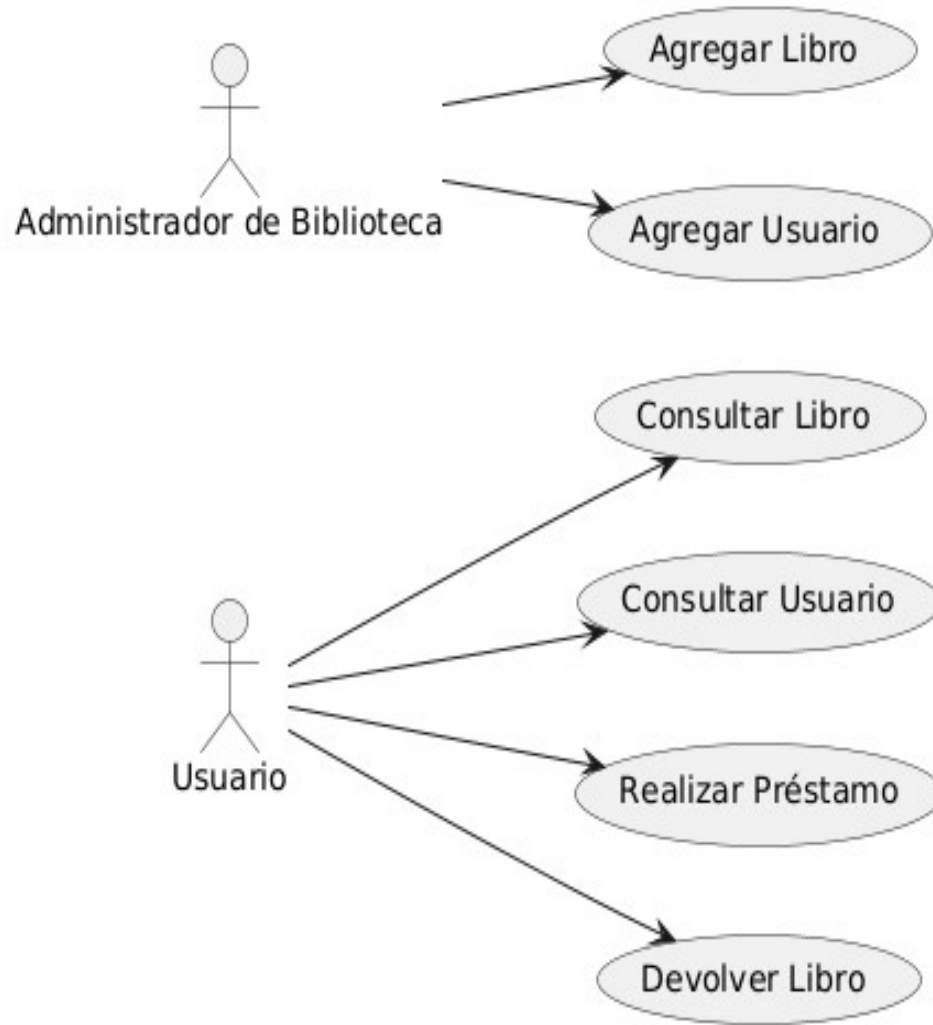 Agregar Libro
Administrador de Biblioteca
Agregar Usuario
Consultar Libro
Consultar Usuario
Usuario
Realizar Préstamo
Devolver Libro